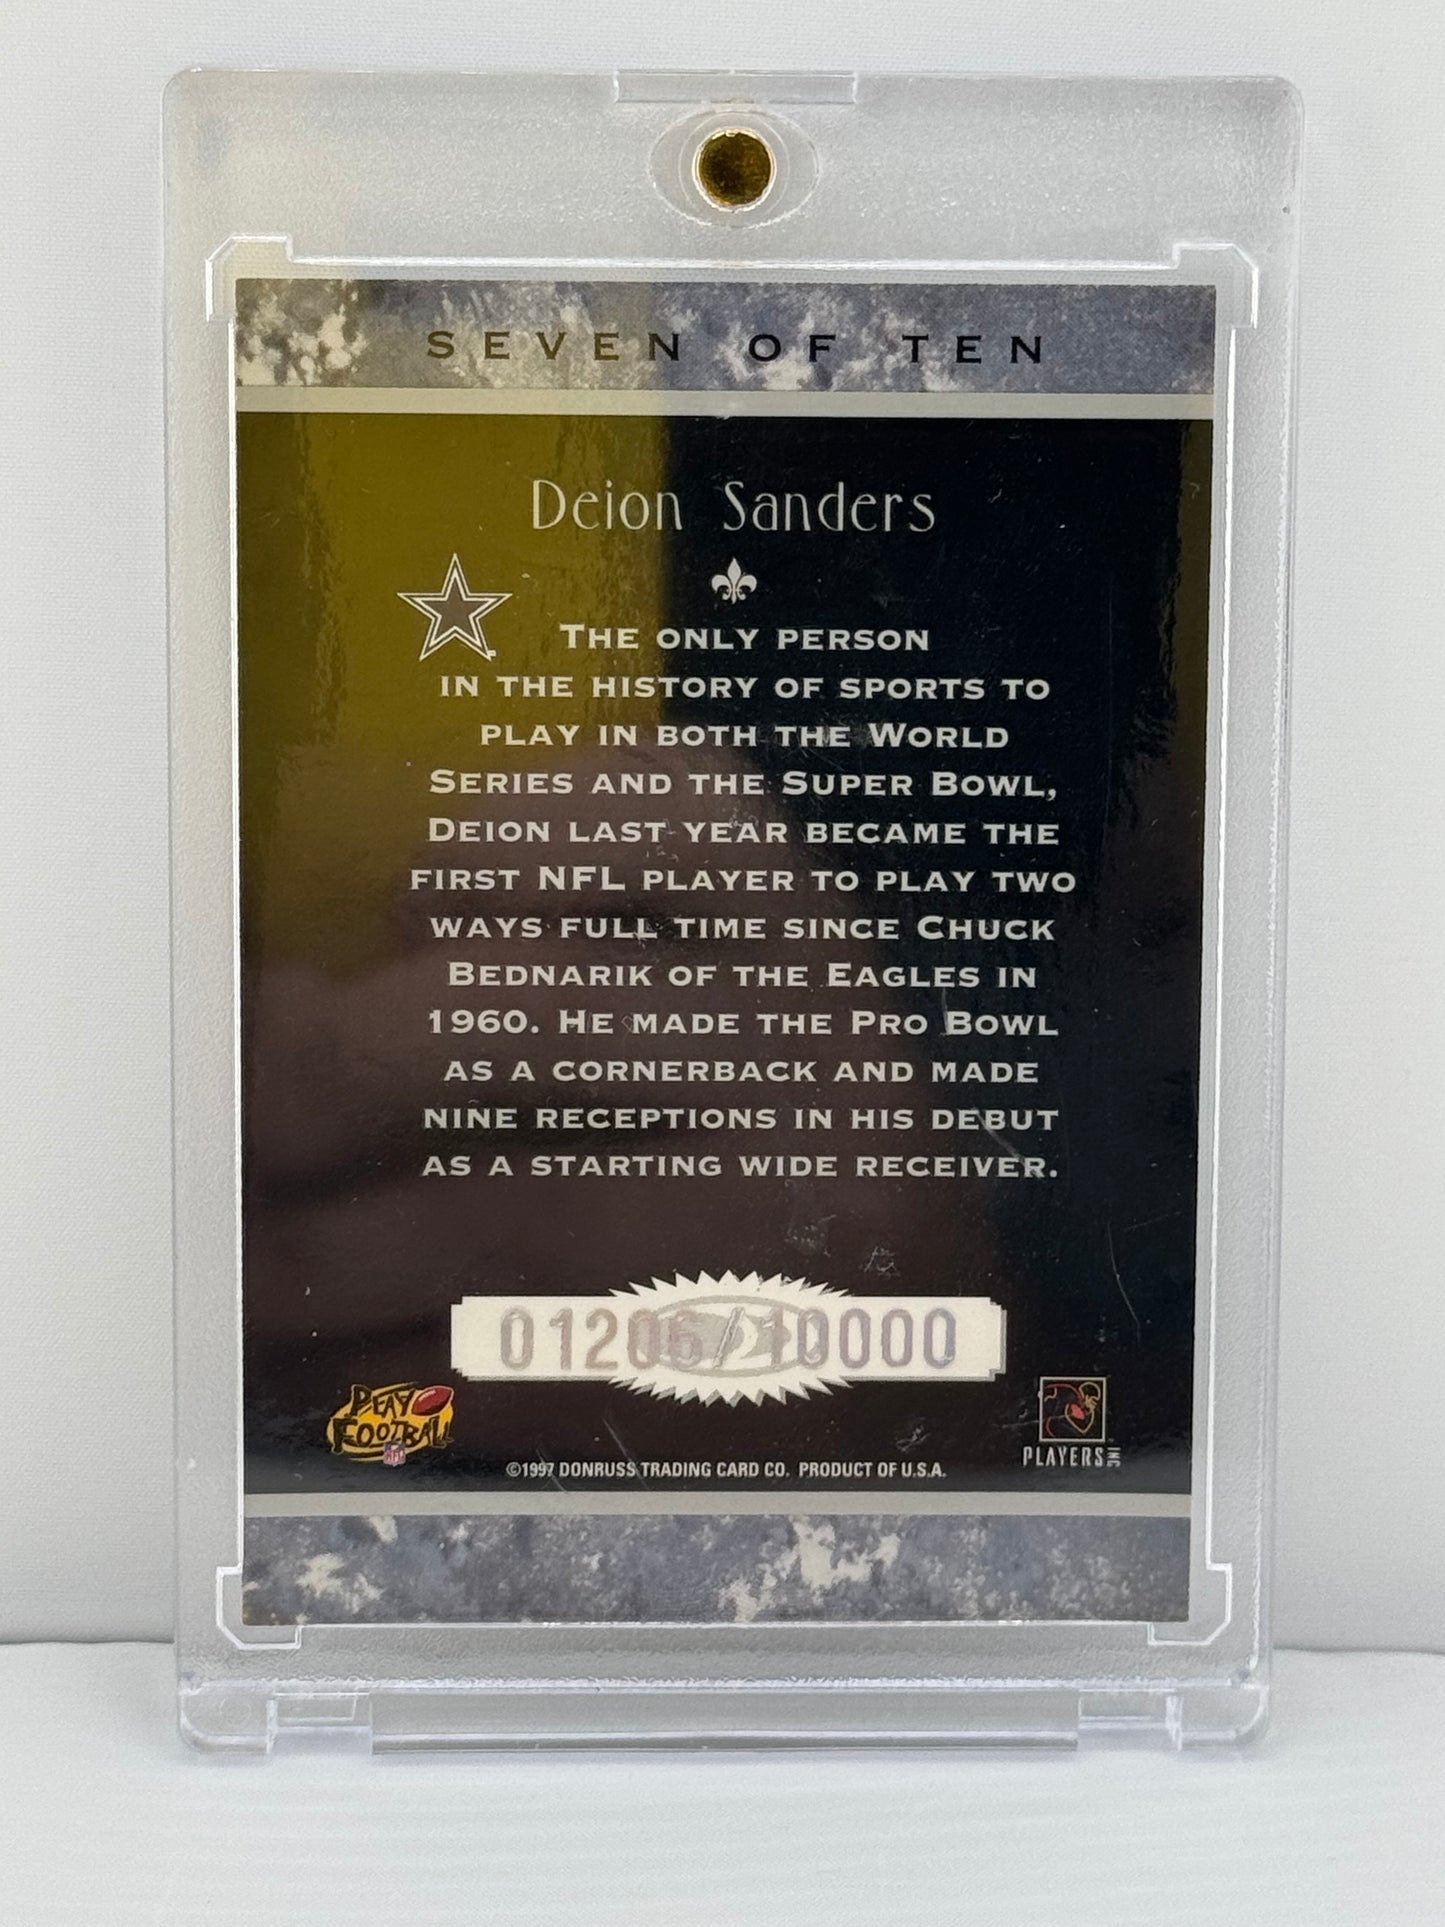 SEVEN OF TEN
Deion Sanders
THE ONLY PERSON
IN THE HISTORY OF SPORTS TO
PLAY IN BOTH THE WORLD
SERIES AND THE SUPER BOWL,
DEION LAST YEAR BECAME THE
FIRST NFL PLAYER TO PLAY TWO
WAYS FULL TIME SINCE CHUCK
BEDNARIK OF THE EAGLES IN
1960. HE MADE THE PRO BOWL
AS A CORNERBACK AND MADE
NINE RECEPTIONS IN HIS DEBUT
AS A STARTING WIDE RECEIVER.
01206/10000
PLAY
FOOTBALL
NFL
PLAYERS INC
©1997 DONRUSS TRADING CARD CO. PRODUCT OF U.S.A.